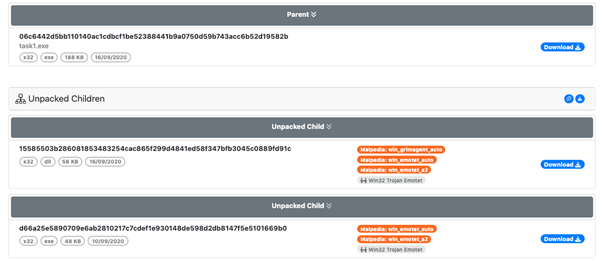 Parent
06c6442d5bb110140ac1cdbcf1be52388441b9a0750d59b743acc6b52d19582b
task1.exe
x32 exe 188 KB 16/09/2020
Download
Unpacked Children
Unpacked Child
15585503b286081853483254cac865f299d4841ed58f347bfb3045c0889fd91c
x32 dll 58 KB 16/09/2020
Malpedia: win_grimagent_auto
Malpedia: win_emotet_auto
Malpedia: win_emotet_a2
Win32 Trojan Emotet
Download
Unpacked Child
d66a25e5890709e6ab2810217c7cdef1e930148de598d2db8147f5e5101669b0
x32 exe 48 KB 10/09/2020
Malpedia: win_emotet_auto
Malpedia: win_emotet_a2
Win32 Trojan Emotet
Download